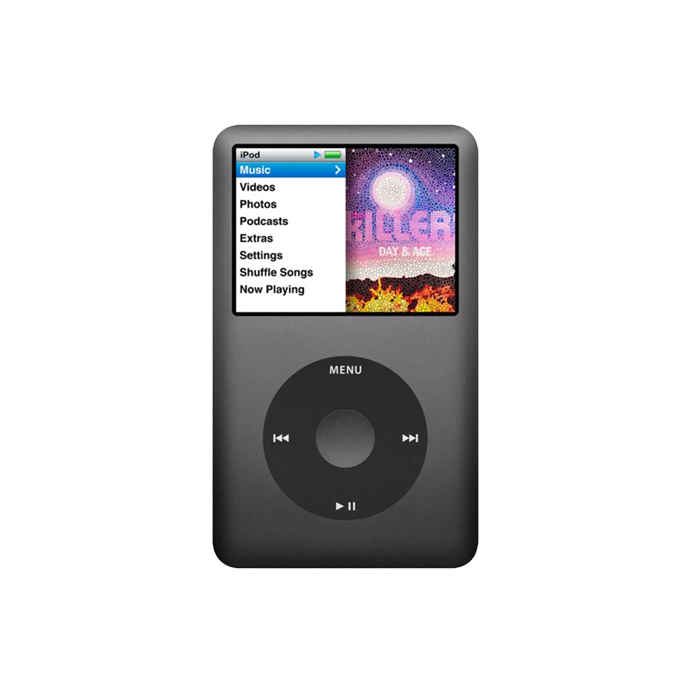 iPod
Music
Videos
Photos
Podcasts
Extras
Settings
Shuffle Songs
Now Playing
KILLER
DAY & AGE
MENU